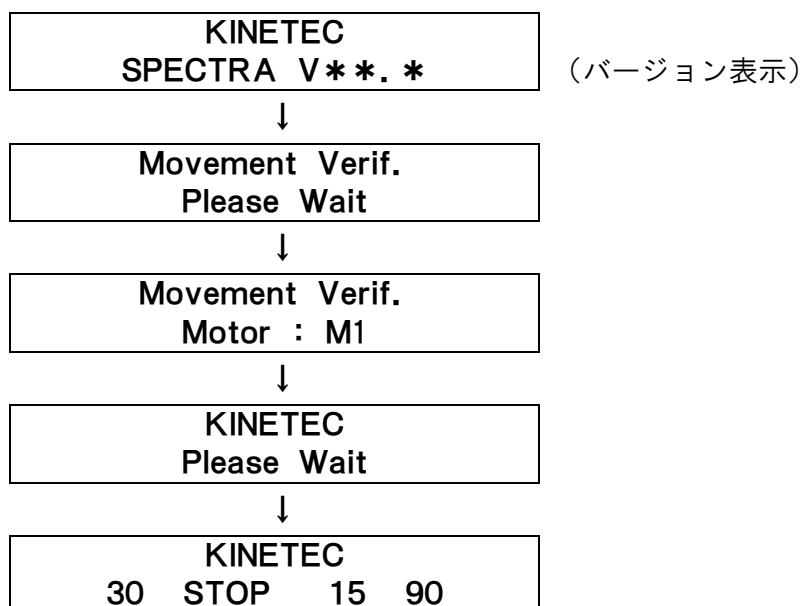 KINETEC
SPECTRA V**.* （バージョン表示）
↓
Movement Verif.
Please Wait
↓
Movement Verif.
Motor : M1
↓
KINETEC
Please Wait
↓
KINETEC
30 STOP 15 90